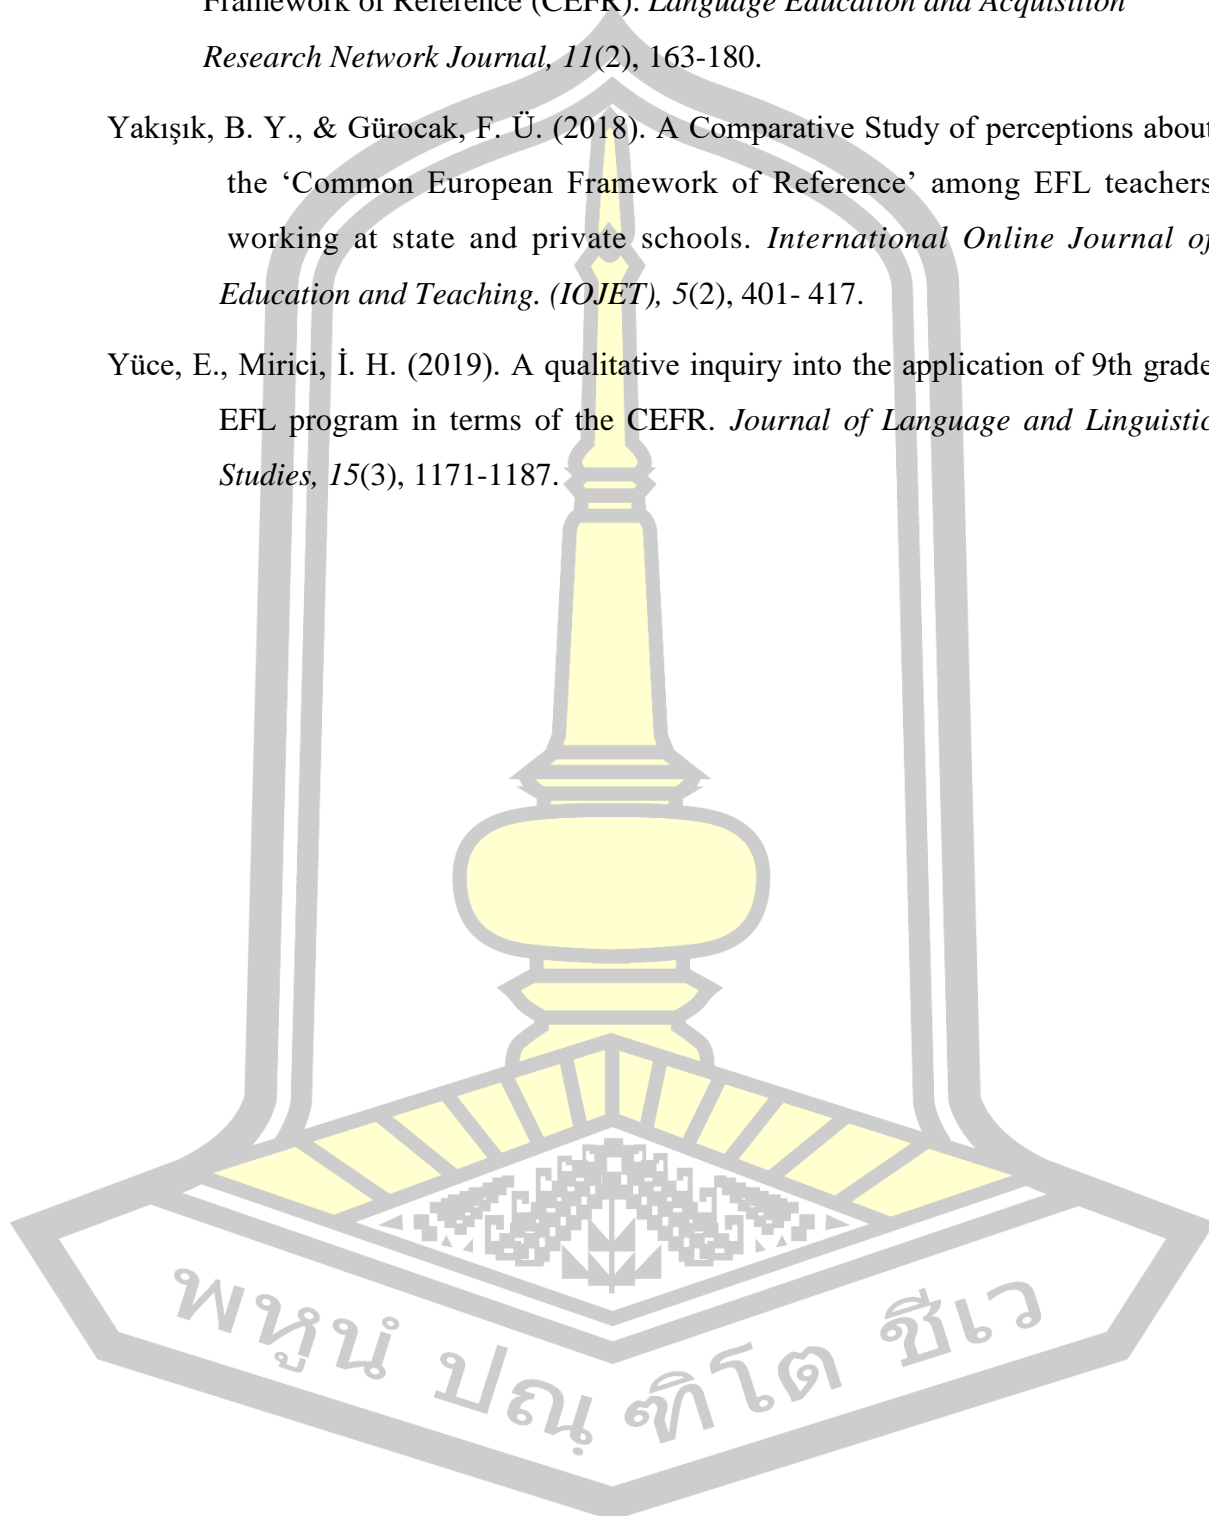 Framework of Reference (CEFR). Language Education and Acquisition
Research Network Journal, 11(2), 163-180.
Yakışık, B. Y., & Gürocak, F. Ü. (2018). A Comparative Study of perceptions about
the ‘Common European Framework of Reference’ among EFL teachers
working at state and private schools. International Online Journal of
Education and Teaching. (IOJET), 5(2), 401- 417.
Yüce, E., Mirici, İ. H. (2019). A qualitative inquiry into the application of 9th grade
EFL program in terms of the CEFR. Journal of Language and Linguistic
Studies, 15(3), 1171-1187.
พหูนํ ปณฺฑิโต ชีเว